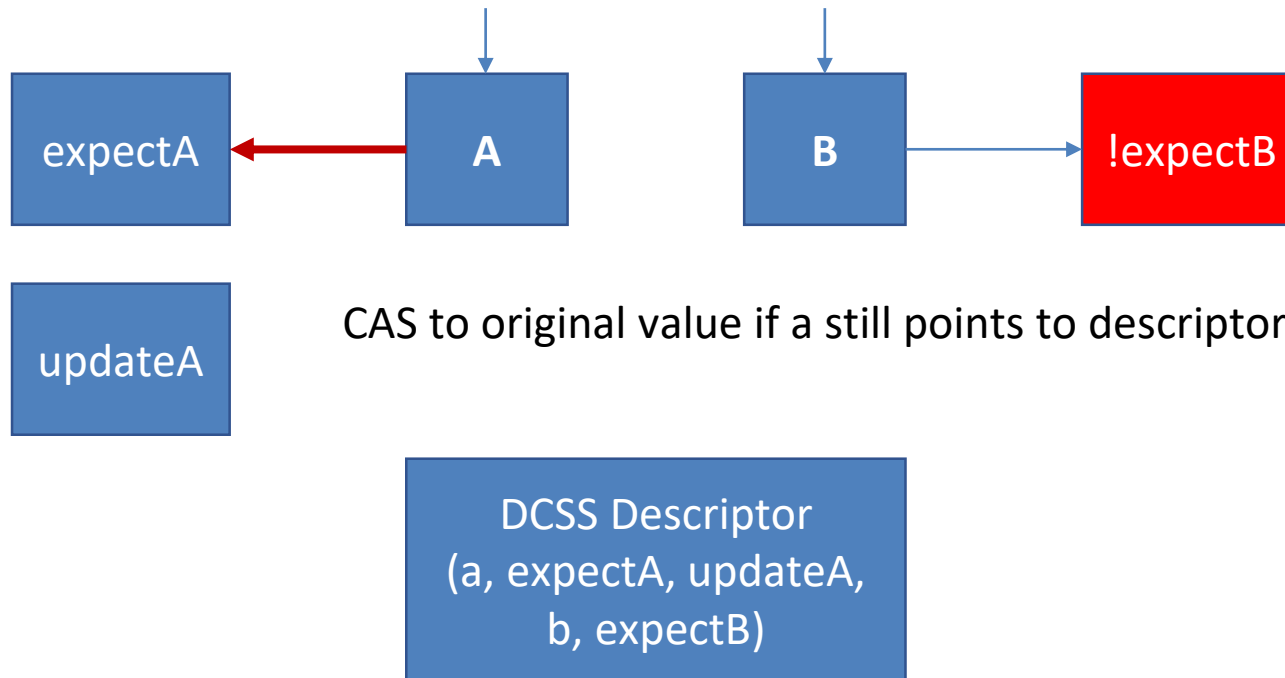 expectA
A
B
!expectB
updateA
CAS to original value if a still points to descriptor
DCSS Descriptor
(a, expectA, updateA,
b, expectB)